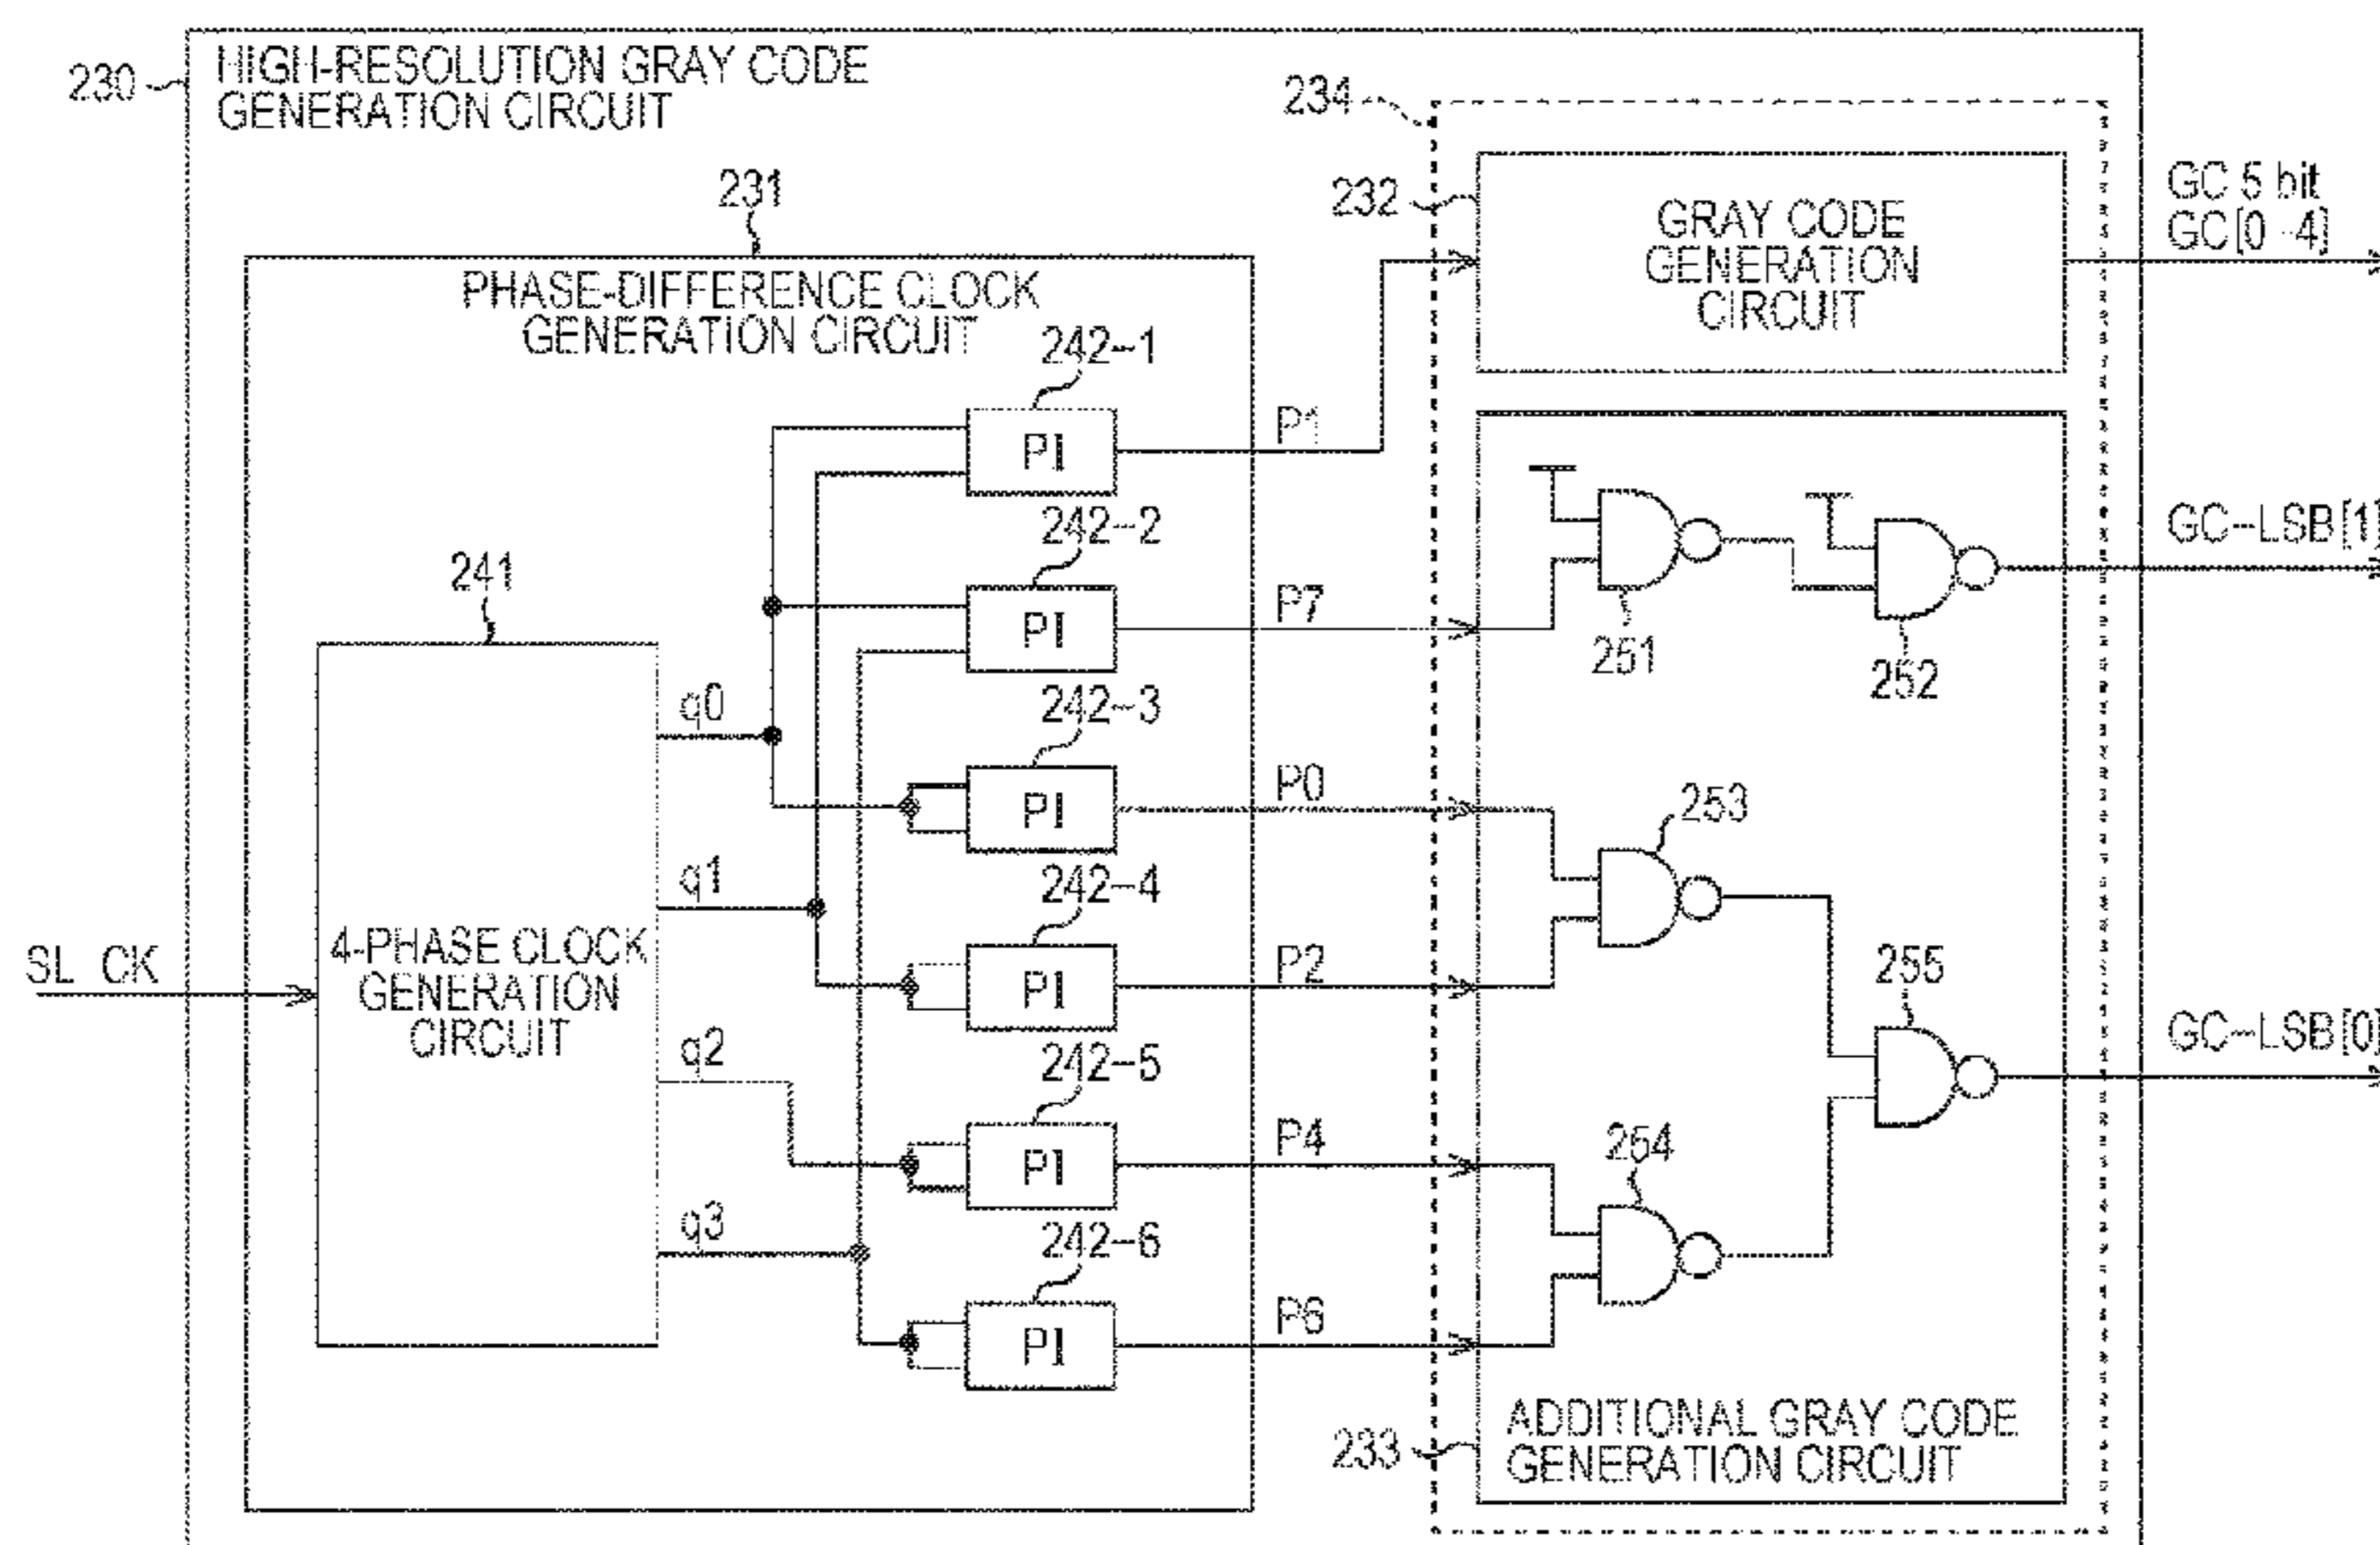 230
HIGH-RESOLUTION GRAY CODE
GENERATION CIRCUIT
234
231
232
GRAY CODE
GENERATION
CIRCUIT
GC 5 bit
GC[0-4]
PHASE-DIFFERENCE CLOCK
GENERATION CIRCUIT
242-1
PI
P1
242-2
PI
P7
251
252
GC-LSB[1]
241
q0
242-3
PI
P0
253
q1
242-4
PI
P2
255
SL CK
4-PHASE CLOCK
GENERATION
CIRCUIT
GC-LSB[0]
q2
242-5
PI
P4
254
q3
242-6
PI
P6
233
ADDITIONAL GRAY CODE
GENERATION CIRCUIT